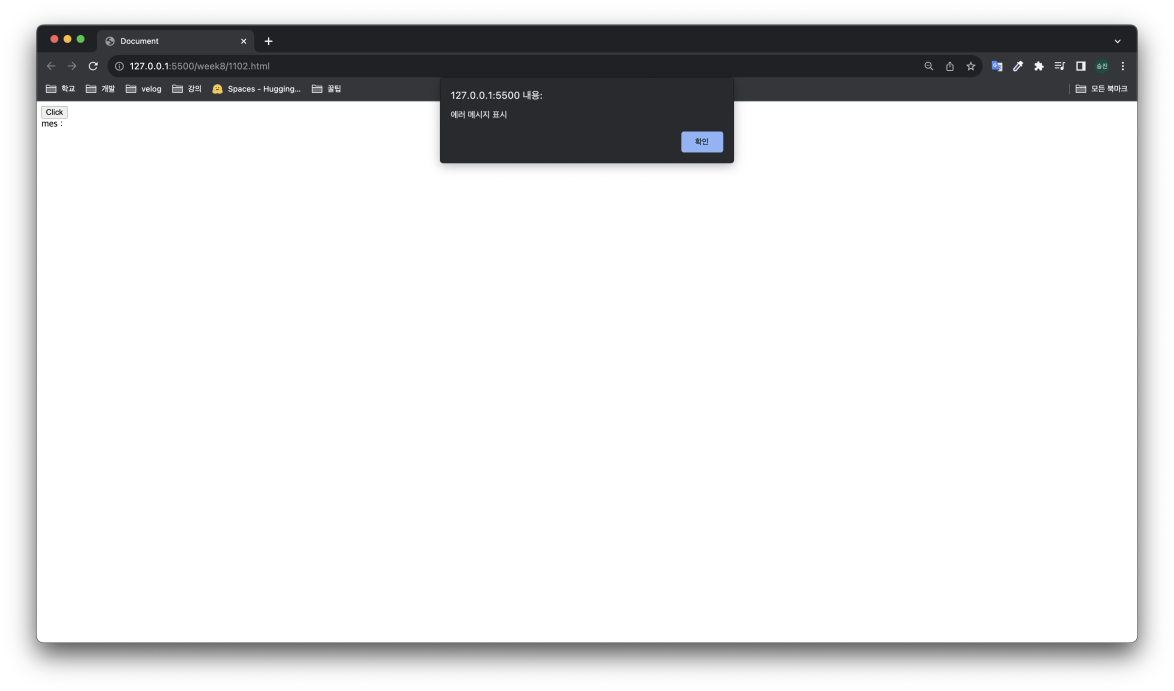 Document
127.0.0.1:5500/week8/1102.html
학교 개발 velog 강의 Spaces - Hugging... 꿀팁 모든 북마크
127.0.0.1:5500 내용:
에러 메시지 표시
확인
Click
mes :
승진